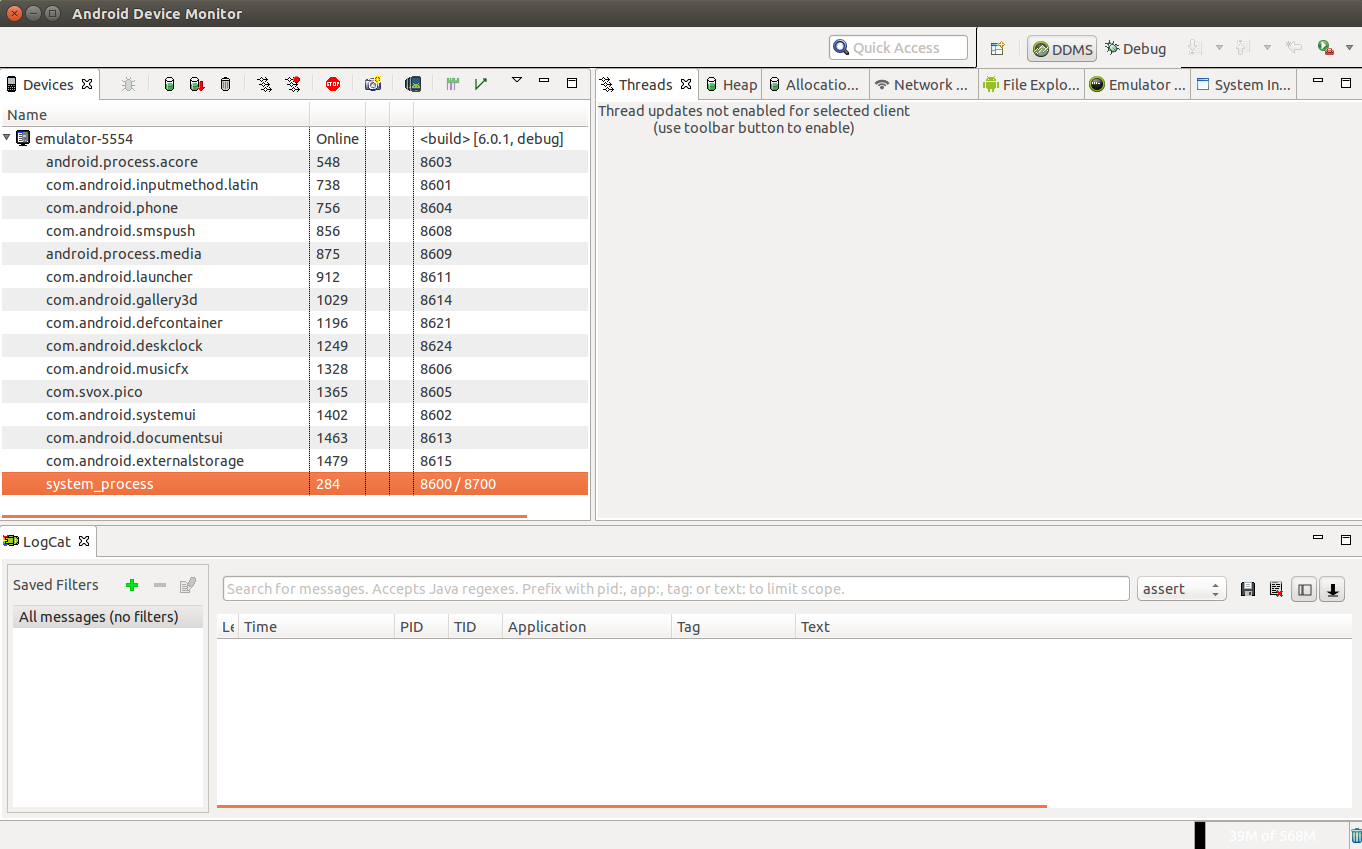 Android Device Monitor
Quick Access
DDMS
Debug
Devices
Name
emulator-5554 Online <build> [6.0.1, debug]
android.process.acore 548 8603
com.android.inputmethod.latin 738 8601
com.android.phone 756 8604
com.android.smspush 856 8608
android.process.media 875 8609
com.android.launcher 912 8611
com.android.gallery3d 1029 8614
com.android.defcontainer 1196 8621
com.android.deskclock 1249 8624
com.android.musicfx 1328 8606
com.svox.pico 1365 8605
com.android.systemui 1402 8602
com.android.documentsui 1463 8613
com.android.externalstorage 1479 8615
system_process 284 8600 / 8700
Threads Heap Allocatio... Network ... File Explo... Emulator ... System In...
Thread updates not enabled for selected client
(use toolbar button to enable)
LogCat
Saved Filters
All messages (no filters)
Search for messages. Accepts Java regexes. Prefix with pid:, app:, tag: or text: to limit scope.
assert
Le Time PID TID Application Tag Text
39M of 568M